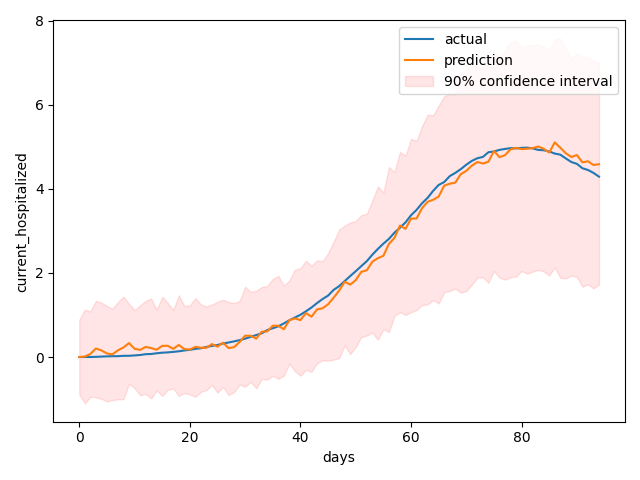 8
6
4
2
0
current_hospitalized
actual
prediction
90% confidence interval
0 20 40 60 80
days